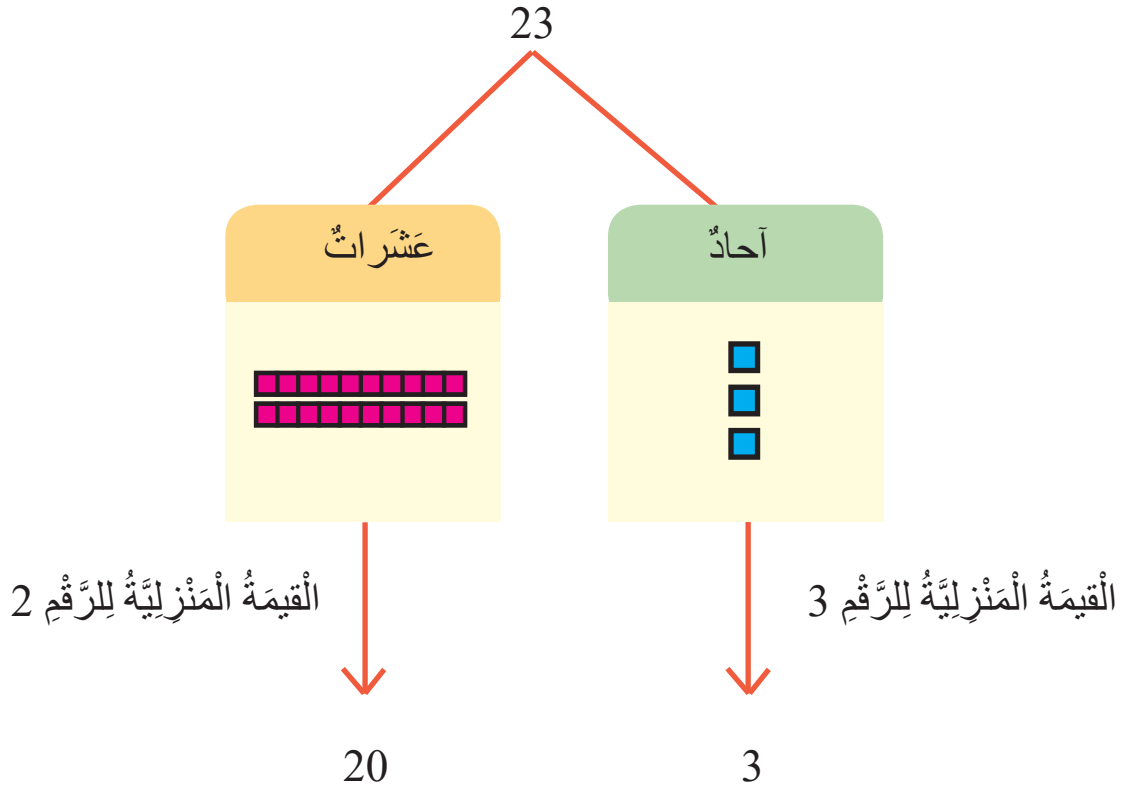 23
آحادٌ
عَشَراتٌ
الْقيمَةُ الْمَنْزِلِيَّةُ لِلرَّقْمِ 3
الْقيمَةُ الْمَنْزِلِيَّةُ لِلرَّقْمِ 2
3
20